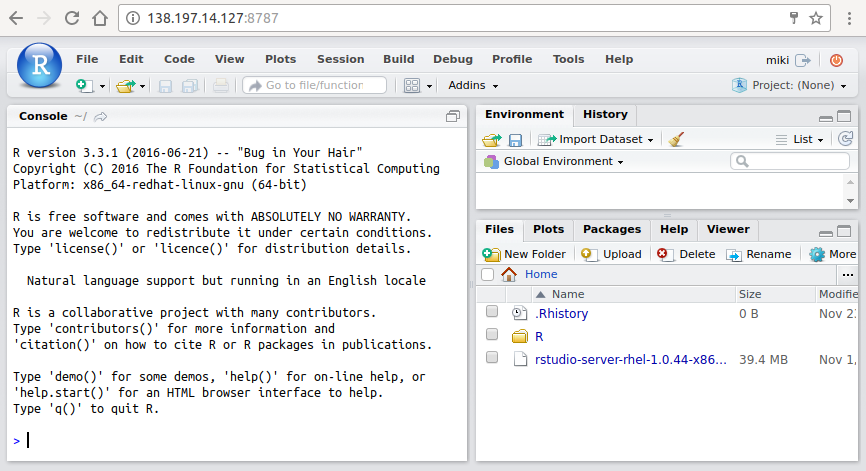 138.197.14.127:8787
R File Edit Code View Plots Session Build Debug Profile Tools Help miki
Go to file/function Addins R Project: (None)
Console ~/
R version 3.3.1 (2016-06-21) -- "Bug in Your Hair"
Copyright (C) 2016 The R Foundation for Statistical Computing
Platform: x86_64-redhat-linux-gnu (64-bit)
R is free software and comes with ABSOLUTELY NO WARRANTY.
You are welcome to redistribute it under certain conditions.
Type 'license()' or 'licence()' for distribution details.
Natural language support but running in an English locale
R is a collaborative project with many contributors.
Type 'contributors()' for more information and
'citation()' on how to cite R or R packages in publications.
Type 'demo()' for some demos, 'help()' for on-line help, or
'help.start()' for an HTML browser interface to help.
Type 'q()' to quit R.
>
Environment History
Import Dataset List
Global Environment
Files Plots Packages Help Viewer
New Folder Upload Delete Rename More
Home ...
Name Size Modifie
.Rhistory 0 B Nov 2
R
rstudio-server-rhel-1.0.44-x86... 39.4 MB Nov 1,